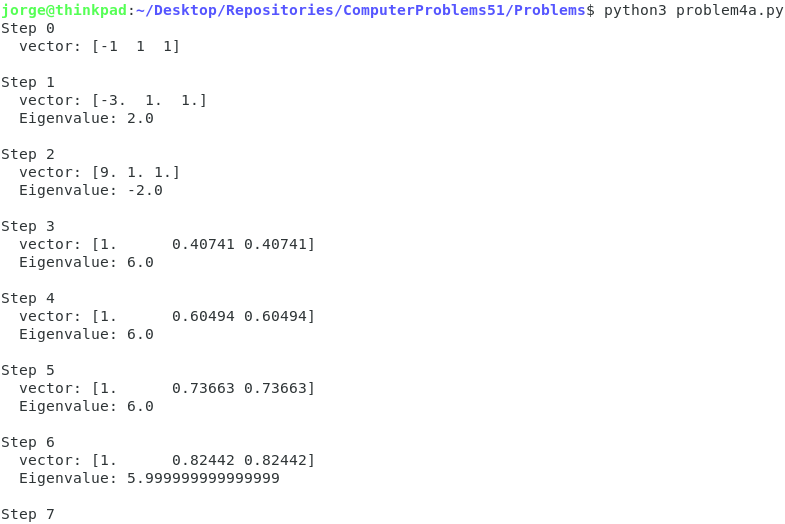 jorge@thinkpad:~/Desktop/Repositories/ComputerProblems51/Problems$ python3 problem4a.py
Step 0
  vector: [-1  1  1]

Step 1
  vector: [-3.  1.  1.]
  Eigenvalue: 2.0

Step 2
  vector: [9. 1. 1.]
  Eigenvalue: -2.0

Step 3
  vector: [1.      0.40741 0.40741]
  Eigenvalue: 6.0

Step 4
  vector: [1.      0.60494 0.60494]
  Eigenvalue: 6.0

Step 5
  vector: [1.      0.73663 0.73663]
  Eigenvalue: 6.0

Step 6
  vector: [1.      0.82442 0.82442]
  Eigenvalue: 5.999999999999999

Step 7